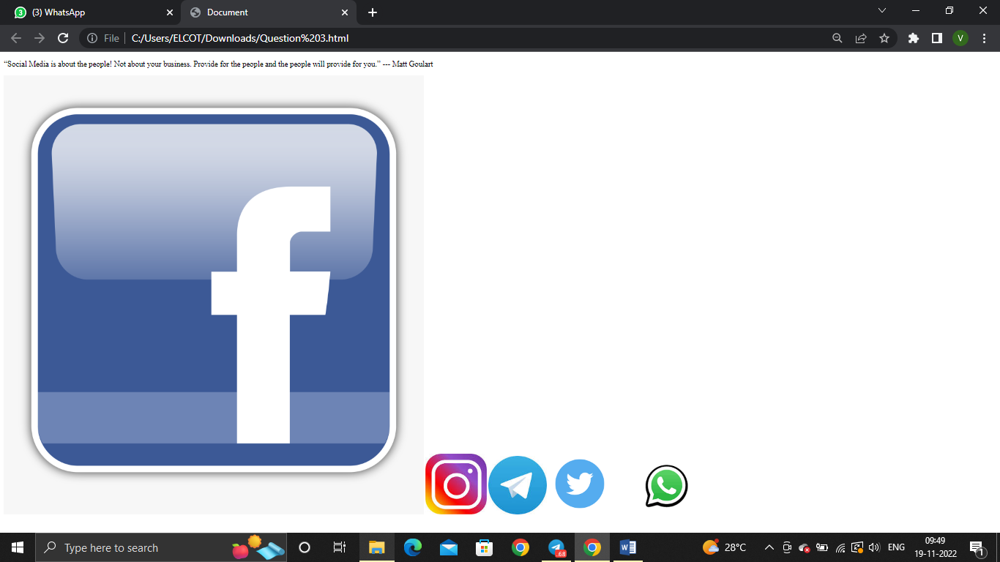 3
(3) WhatsApp
Document
File
C:/Users/ELCOT/Downloads/Question%203.html
V
“Social Media is about the people! Not about your business. Provide for the people and the people will provide for you.” --- Matt Goulart
Type here to search
.68
28°C
ENG
09:49
19-11-2022
1